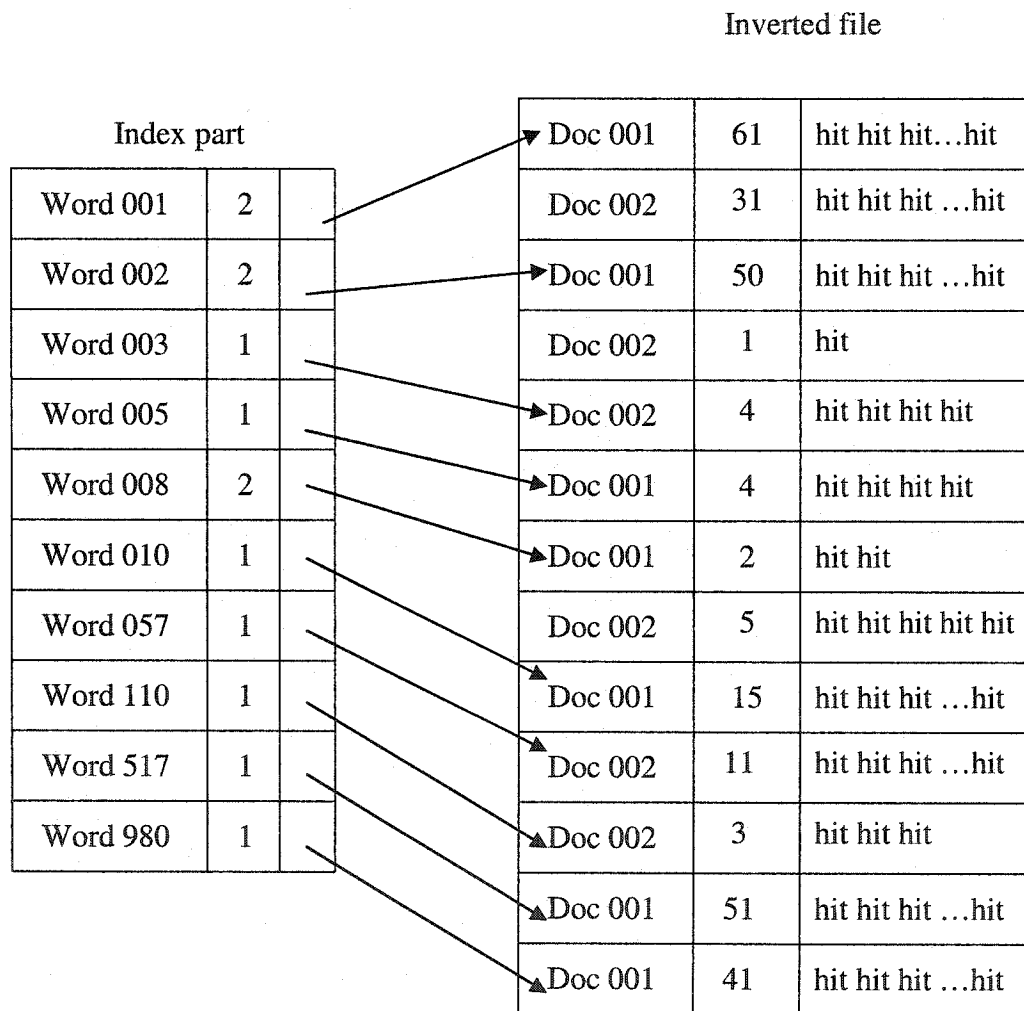 Inverted file
Index part
Word 001 2
Word 002 2
Word 003 1
Word 005 1
Word 008 2
Word 010 1
Word 057 1
Word 110 1
Word 517 1
Word 980 1
Doc 001 61 hit hit hit...hit
Doc 002 31 hit hit hit ...hit
Doc 001 50 hit hit hit ...hit
Doc 002 1 hit
Doc 002 4 hit hit hit hit
Doc 001 4 hit hit hit hit
Doc 001 2 hit hit
Doc 002 5 hit hit hit hit hit
Doc 001 15 hit hit hit ...hit
Doc 002 11 hit hit hit ...hit
Doc 002 3 hit hit hit
Doc 001 51 hit hit hit ...hit
Doc 001 41 hit hit hit ...hit